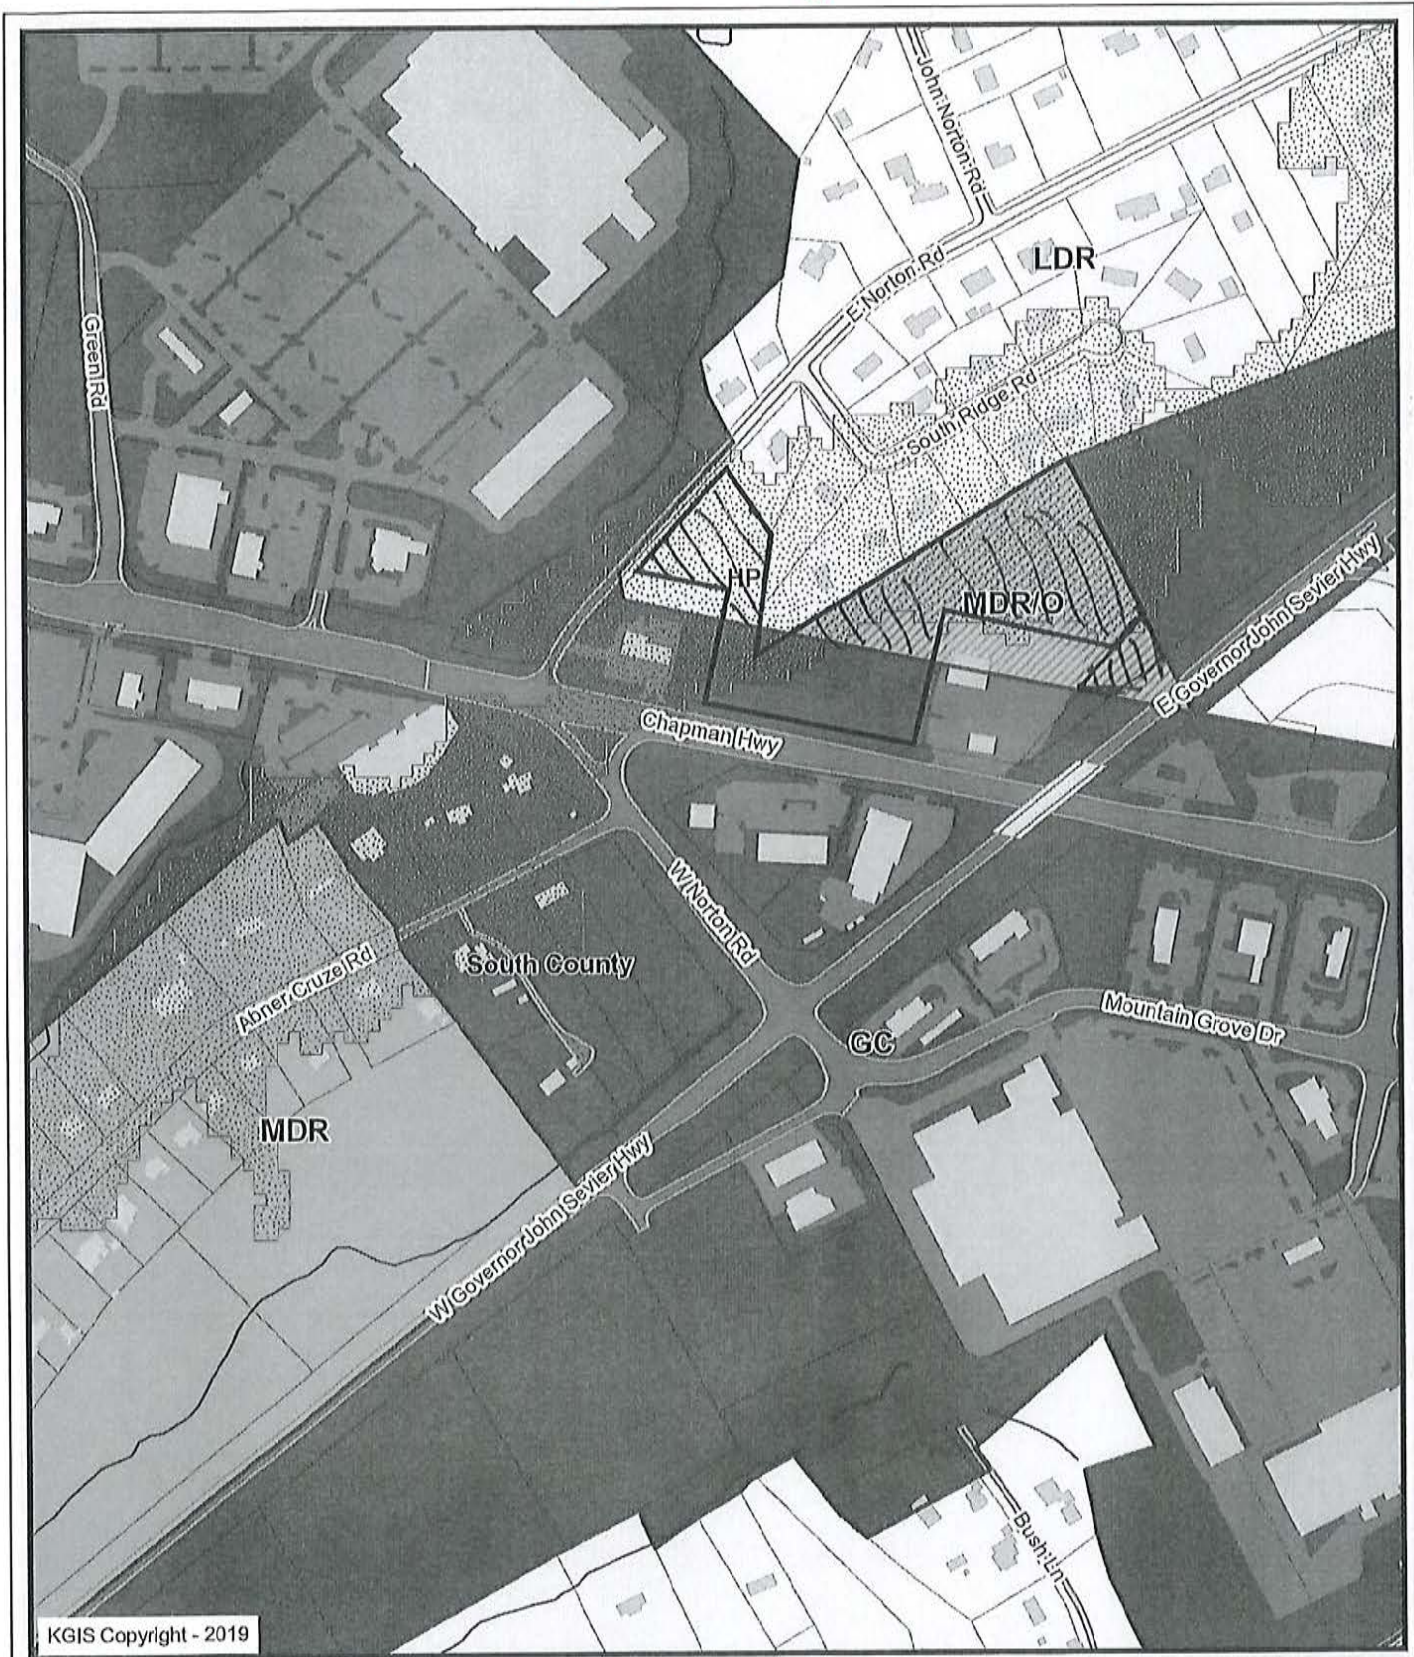 John Norton Rd
LDR
E Norton Rd
Green Rd
South Ridge Rd
HP
MDR/O
E Governor John Sevier Hwy
Chapman Hwy
W Norton Rd
South County
Abner Cruze Rd
Mountain Grove Dr
GC
MDR
W Governor John Sevier Hwy
Bush Ln
KGIS Copyright - 2019